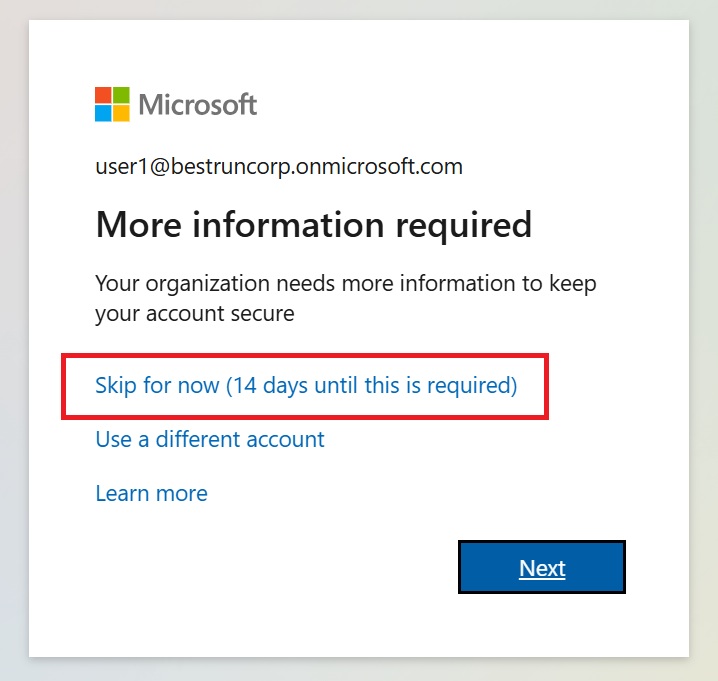 Microsoft
user1@bestruncorp.onmicrosoft.com
More information required
Your organization needs more information to keep
your account secure
Skip for now (14 days until this is required)
Use a different account
Learn more
Next